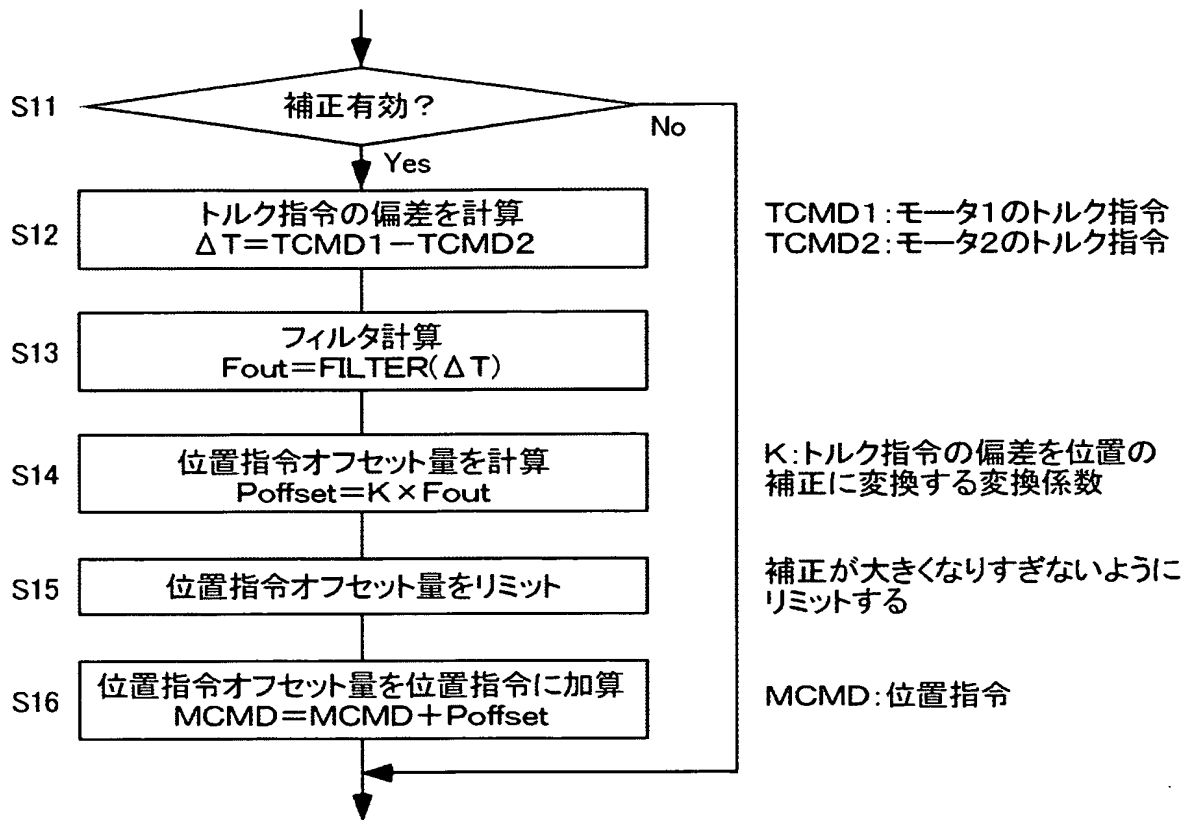 S11
補正有効?
No
Yes
S12
トルク指令の偏差を計算
ΔT=TCMD1-TCMD2
TCMD1:モータ1のトルク指令
TCMD2:モータ2のトルク指令
S13
フィルタ計算
Fout=FILTER(ΔT)
S14
位置指令オフセット量を計算
Poffset=K×Fout
K:トルク指令の偏差を位置の
補正に変換する変換係数
S15
位置指令オフセット量をリミット
補正が大きくなりすぎないように
リミットする
S16
位置指令オフセット量を位置指令に加算
MCMD=MCMD+Poffset
MCMD:位置指令